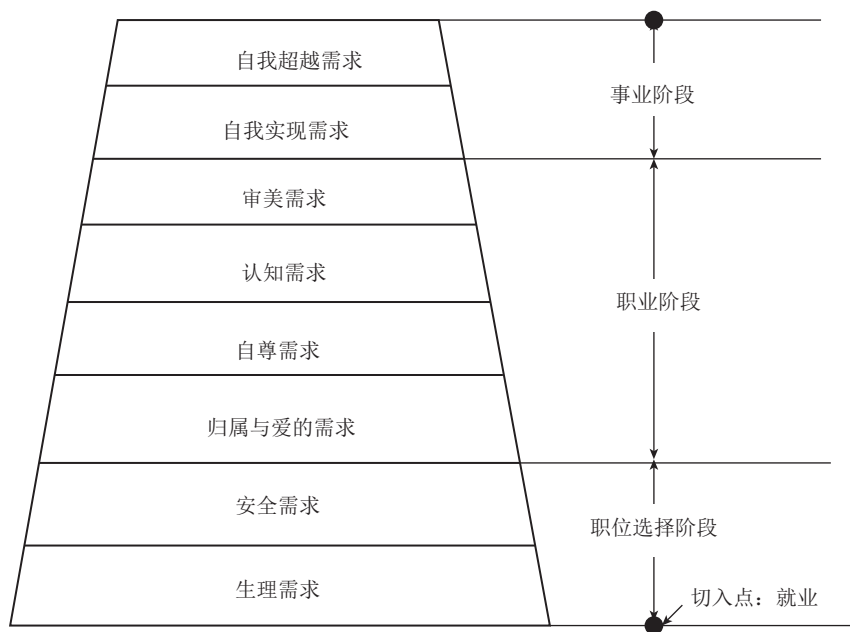 自我超越需求
事业阶段
自我实现需求
审美需求
认知需求
职业阶段
自尊需求
归属与爱的需求
安全需求
职位选择阶段
生理需求
切入点：就业